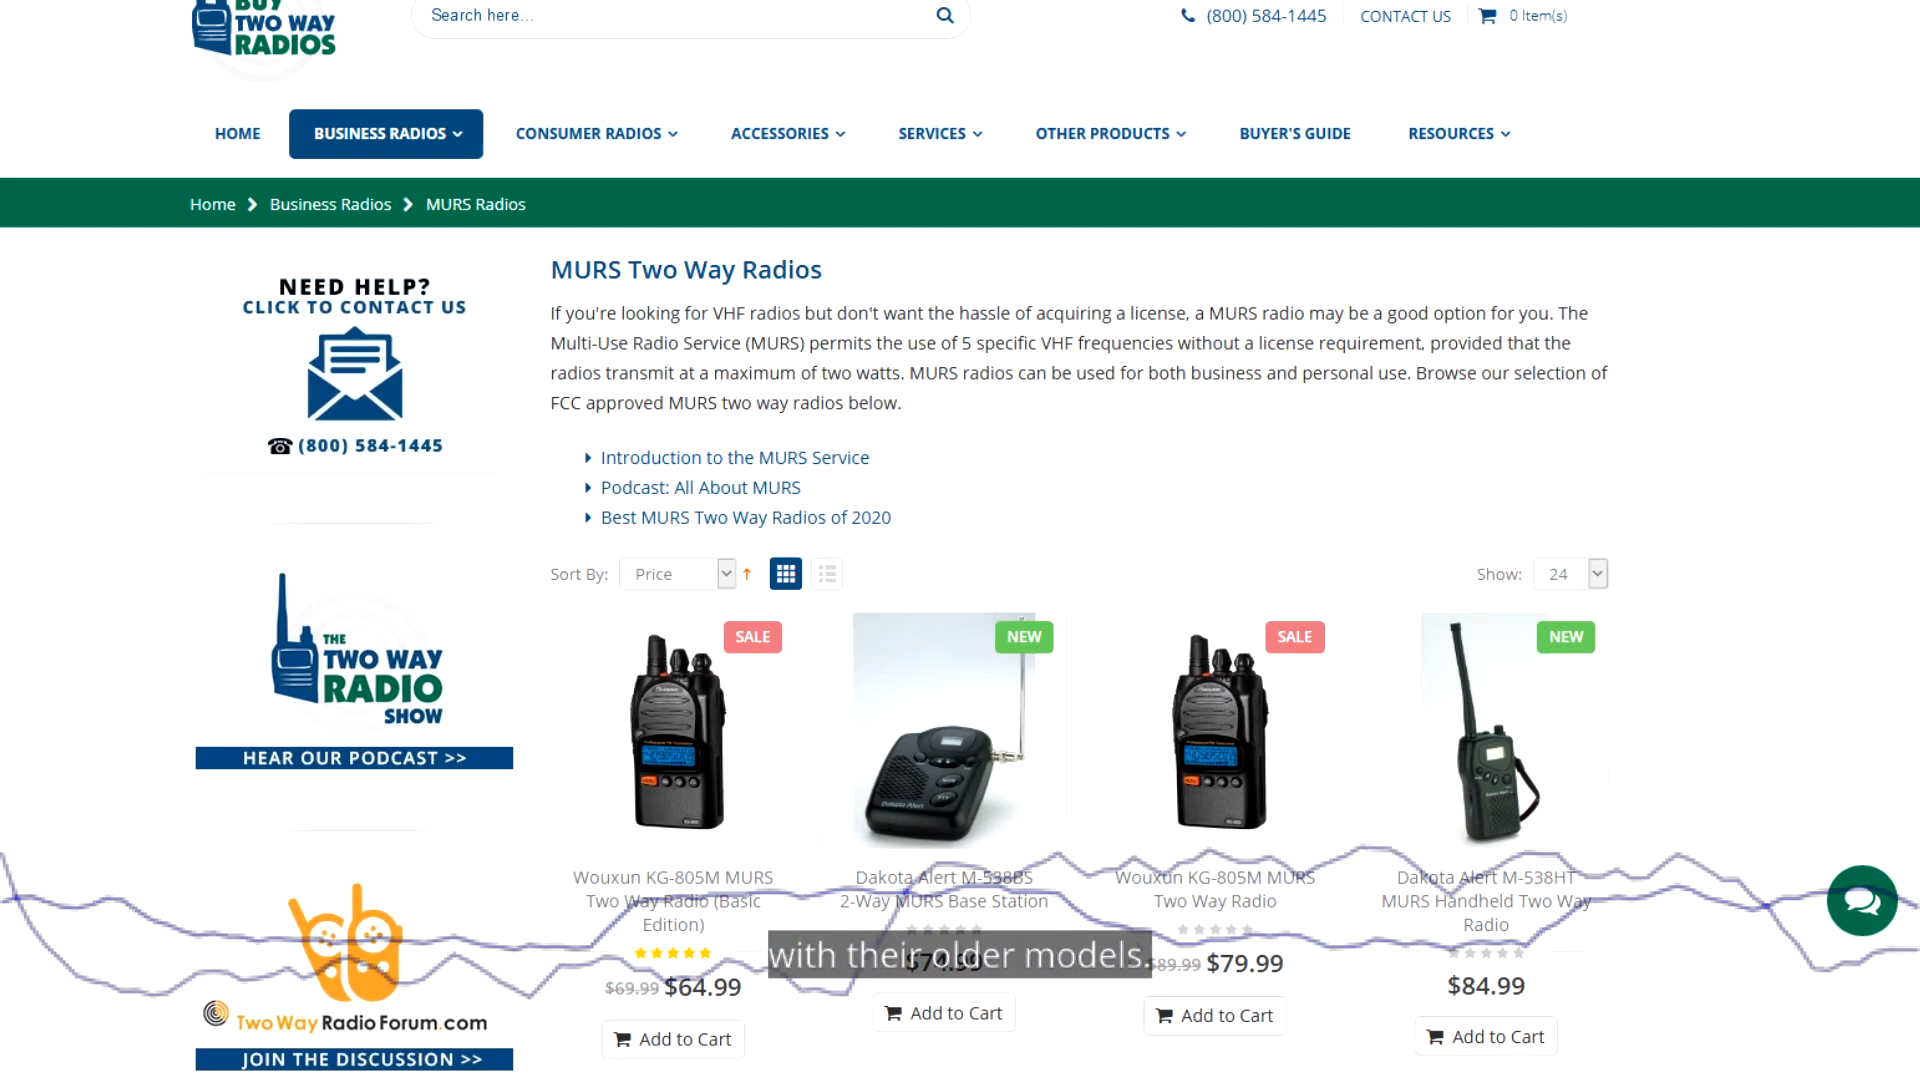 BUY
TWO WAY
RADIOS
Search here...
(800) 584-1445
CONTACT US
0 Item(s)
HOME
BUSINESS RADIOS
CONSUMER RADIOS
ACCESSORIES
SERVICES
OTHER PRODUCTS
BUYER'S GUIDE
RESOURCES
Home
Business Radios
MURS Radios
NEED HELP?
CLICK TO CONTACT US
(800) 584-1445
THE
TWO WAY
RADIO
SHOW
HEAR OUR PODCAST >>
TwoWayRadioForum.com
JOIN THE DISCUSSION >>
MURS Two Way Radios
If you're looking for VHF radios but don't want the hassle of acquiring a license, a MURS radio may be a good option for you. The
Multi-Use Radio Service (MURS) permits the use of 5 specific VHF frequencies without a license requirement, provided that the
radios transmit at a maximum of two watts. MURS radios can be used for both business and personal use. Browse our selection of
FCC approved MURS two way radios below.
Introduction to the MURS Service
Podcast: All About MURS
Best MURS Two Way Radios of 2020
Sort By:
Price
Show:
24
SALE
Wouxun KG-805M MURS
Two Way Radio (Basic
Edition)
$69.99 $64.99
Add to Cart
NEW
Dakota Alert
Dakota Alert M-538BS
2-Way MURS Base Station
$74.99
Add to Cart
SALE
Wouxun KG-805M MURS
Two Way Radio
$89.99 $79.99
Add to Cart
NEW
Dakota Alert M-538HT
MURS Handheld Two Way
Radio
$84.99
Add to Cart
with their older models.